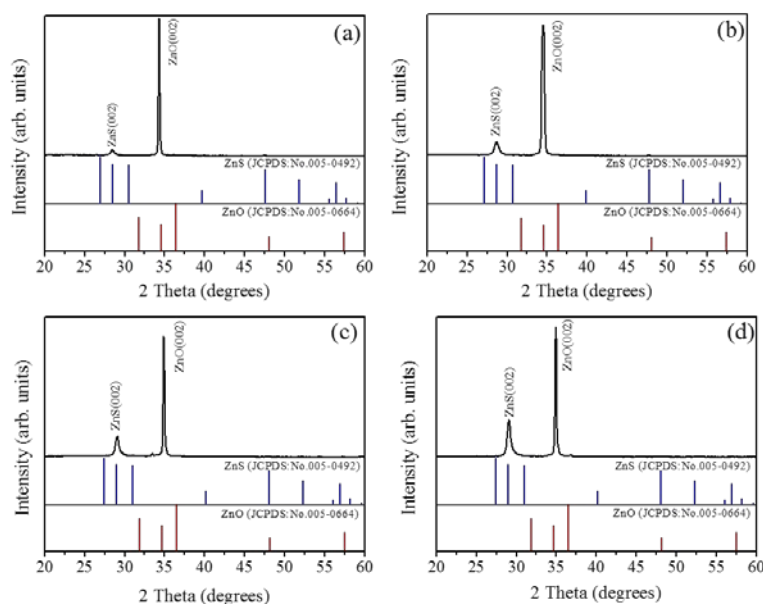 (a)
ZnO(002)
ZnS(002)
ZnS (JCPDS:No.005-0492)
ZnO (JCPDS:No.005-0664)
Intensity (arb. units)
20 25 30 35 40 45 50 55 60
2 Theta (degrees)
(b)
ZnO(002)
ZnS(002)
ZnS (JCPDS:No.005-0492)
ZnO (JCPDS:No.005-0664)
Intensity (arb. units)
20 25 30 35 40 45 50 55 60
2 Theta (degrees)
(c)
ZnO(002)
ZnS(002)
ZnS (JCPDS:No.005-0492)
ZnO (JCPDS:No.005-0664)
Intensity (arb. units)
20 25 30 35 40 45 50 55 60
2 Theta (degrees)
(d)
ZnO(002)
ZnS(002)
ZnS (JCPDS:No.005-0492)
ZnO (JCPDS:No.005-0664)
Intensity (arb. units)
20 25 30 35 40 45 50 55 60
2 Theta (degrees)